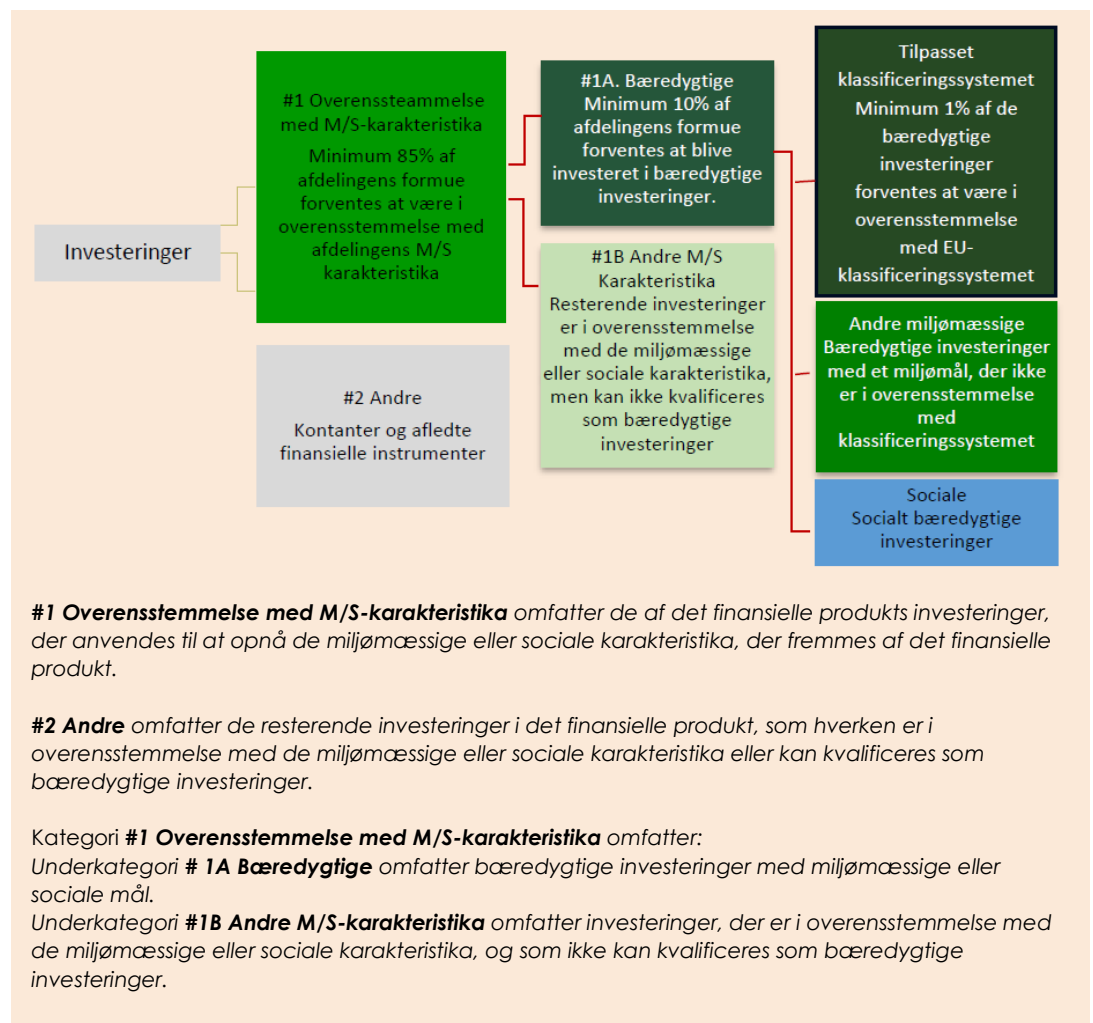 Investeringer
#1 Overenssteammelse
med M/S-karakteristika
Minimum 85% af
afdelingens formue
forventes at være i
overensstemmelse med
afdelingens M/S
karakteristika
#2 Andre
Kontanter og afledte
finansielle instrumenter
#1A. Bæredygtige
Minimum 10% af
afdelingens formue
forventes at blive
investeret i bæredygtige
investeringer.
#1B Andre M/S
Karakteristika
Resterende investeringer
er i overensstemmelse
med de miljømæssige
eller sociale karakteristika,
men kan ikke kvalificeres
som bæredygtige
investeringer
Tilpasset
klassificeringssystemet
Minimum 1% af de
bæredygtige
investeringer
forventes at være i
overensstemmelse
med EU-
klassificeringssystemet
Andre miljømæssige
Bæredygtige investeringer
med et miljømål, der ikke
er i overensstemmelse
med
klassificeringssystemet
Sociale
Socialt bæredygtige
investeringer
#1 Overensstemmelse med M/S-karakteristika omfatter de af det finansielle produkts investeringer,
der anvendes til at opnå de miljømæssige eller sociale karakteristika, der fremmes af det finansielle
produkt.
#2 Andre omfatter de resterende investeringer i det finansielle produkt, som hverken er i
overensstemmelse med de miljømæssige eller sociale karakteristika eller kan kvalificeres som
bæredygtige investeringer.
Kategori #1 Overensstemmelse med M/S-karakteristika omfatter:
Underkategori # 1A Bæredygtige omfatter bæredygtige investeringer med miljømæssige eller
sociale mål.
Underkategori #1B Andre M/S-karakteristika omfatter investeringer, der er i overensstemmelse med
de miljømæssige eller sociale karakteristika, og som ikke kan kvalificeres som bæredygtige
investeringer.